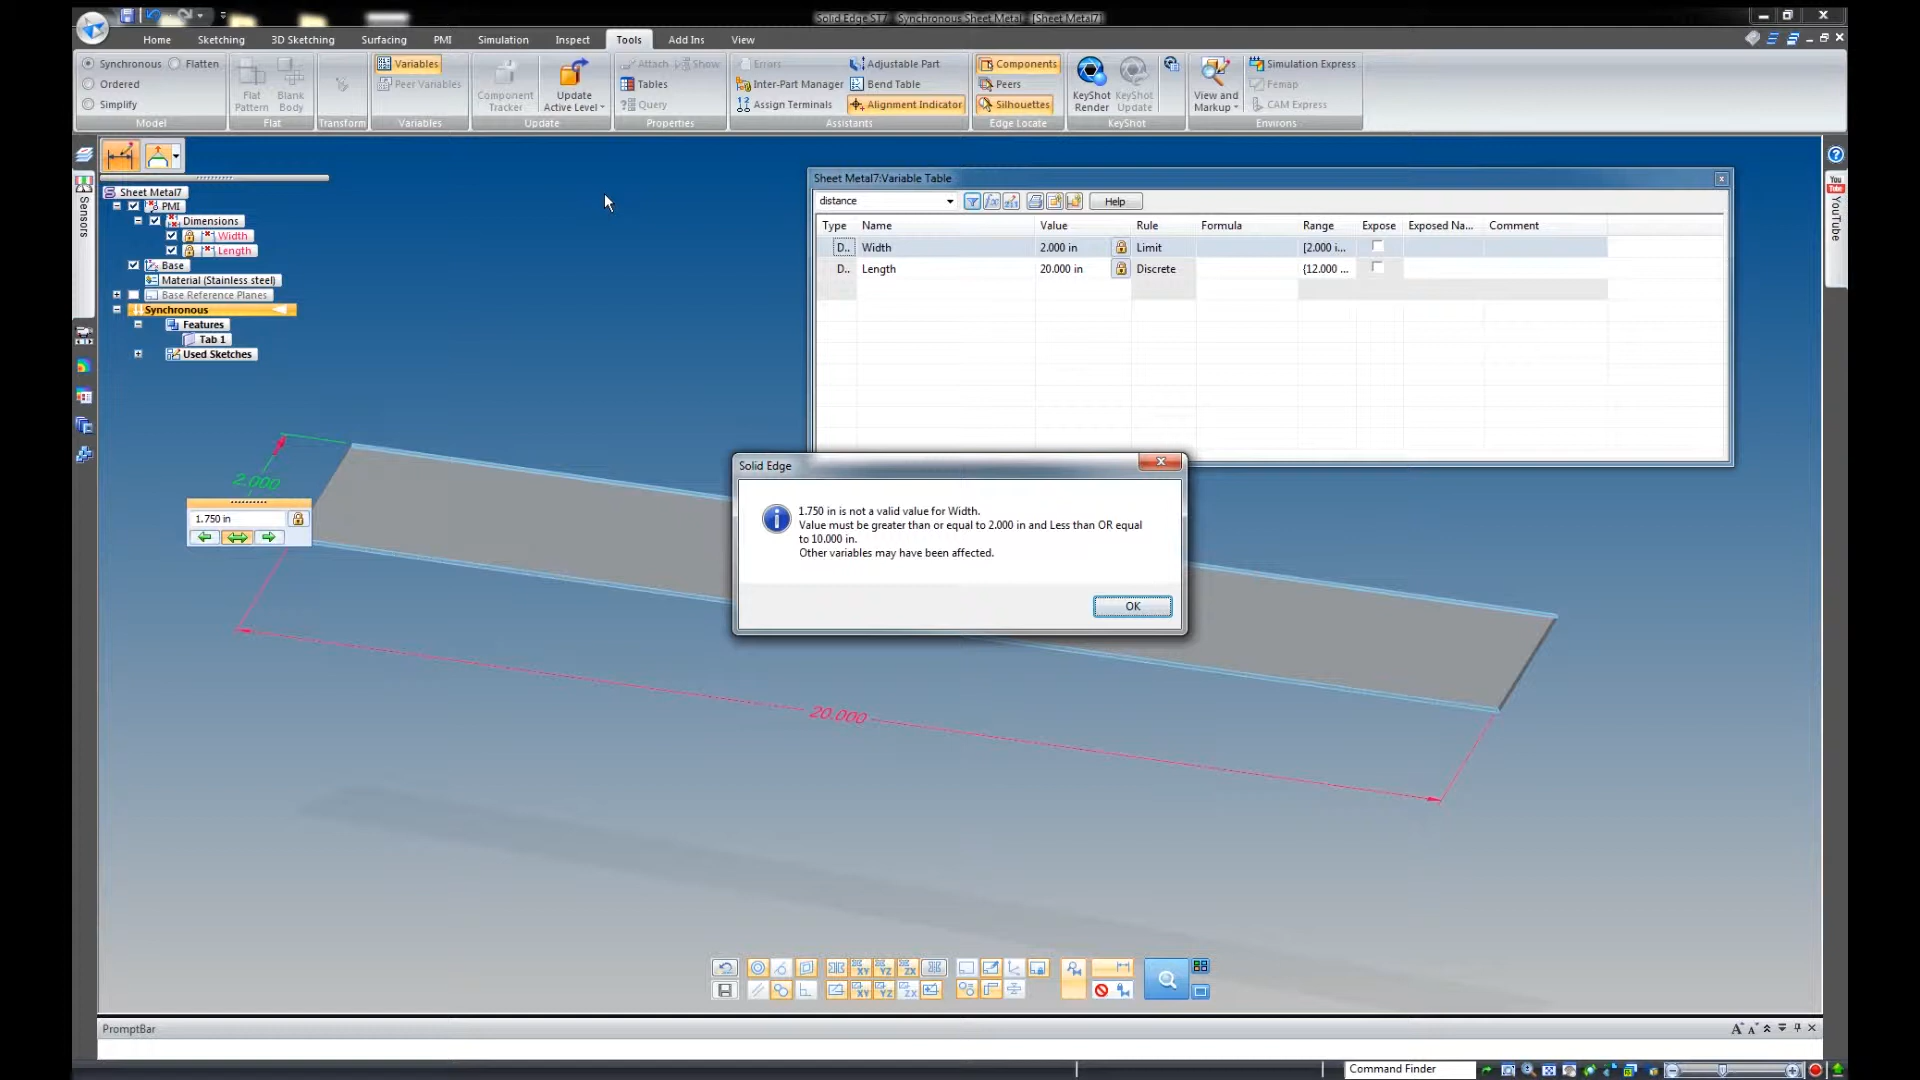 Solid Edge ST7 - Synchronous Sheet Metal - [Sheet Metal7]
Home Sketching 3D Sketching Surfacing PMI Simulation Inspect Tools Add Ins View
Synchronous Flatten
Ordered
Simplify
Model
Flat Pattern
Blank Body
Flat
Transform
Variables
Peer Variables
Variables
Component Tracker
Update Active Level
Update
Attach Show
Tables
Query
Properties
Errors
Inter-Part Manager
Assign Terminals
Adjustable Part
Bend Table
Alignment Indicator
Assistants
Components
Peers
Silhouettes
Edge Locate
KeyShot Render
KeyShot Update
KeyShot
View and Markup
Simulation Express
Femap
CAM Express
Environs
Sensors
YouTube
Sheet Metal7
PMI
Dimensions
Width
Length
Base
Material (Stainless steel)
Base Reference Planes
Synchronous
Features
Tab 1
Used Sketches
Sheet Metal7:Variable Table
distance
Help
Type Name Value Rule Formula Range Expose Exposed Na... Comment
D.. Width 2.000 in Limit [2.000 i...
D.. Length 20.000 in Discrete {12.000 ...
2.000
1.750 in
20.000
Solid Edge
1.750 in is not a valid value for Width.
Value must be greater than or equal to 2.000 in and Less than OR equal
to 10.000 in.
Other variables may have been affected.
OK
XY YZ ZX
XY YZ ZX
PromptBar
Command Finder